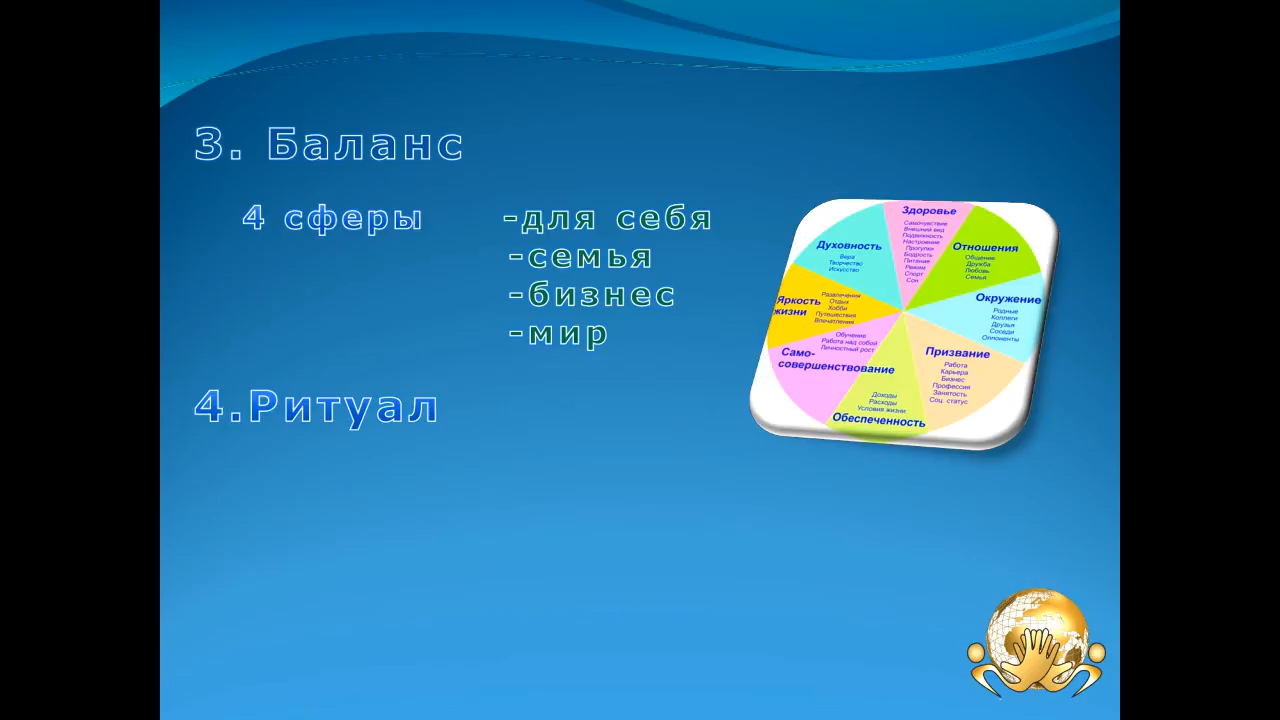 3. Баланс
4 сферы
-для себя
-семья
-бизнес
-мир
4.Ритуал
Здоровье
Самочувствие
Внешний вид
Подвижность
Настроение
Прогулки
Бодрость
Питание
Режим
Спорт
Сон
Отношения
Общение
Дружба
Любовь
Семья
Окружение
Родные
Коллеги
Друзья
Соседи
Оппоненты
Призвание
Работа
Карьера
Бизнес
Профессия
Занятость
Соц. статус
Доходы
Расходы
Условия жизни
Обеспеченность
Обучение
Работа над собой
Личностный рост
Само-
совершенствование
Яркость
жизни
Развлечения
Отдых
Хобби
Путешествия
Впечатления
Духовность
Вера
Творчество
Искусство